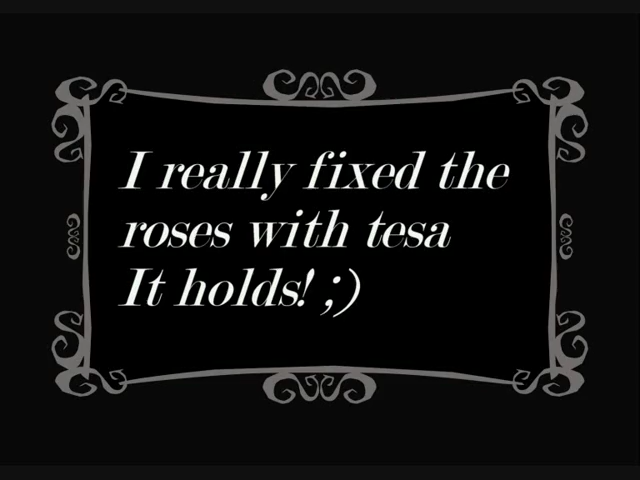 I really fixed the
roses with tesa
It holds! ;)